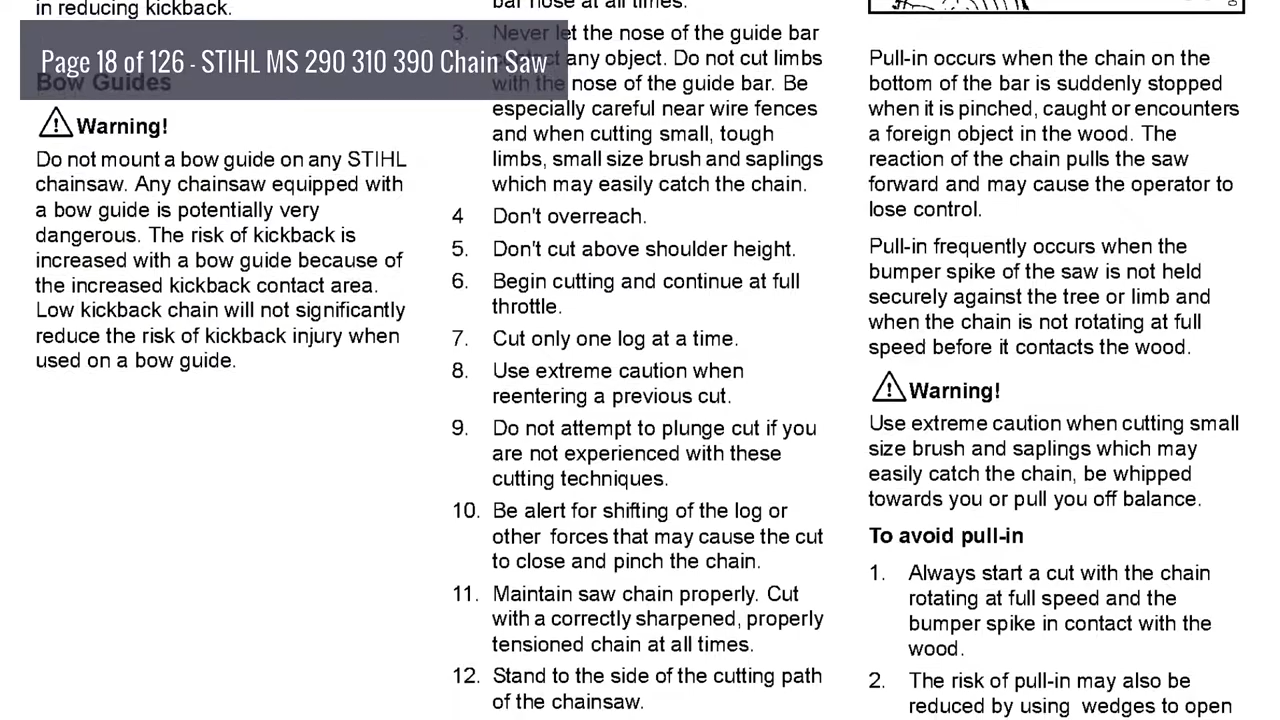 in reducing kickback.
Page 18 of 126 - STIHL MS 290 310 390 Chain Saw
Bow Guides
Warning!
Do not mount a bow guide on any STIHL
chainsaw. Any chainsaw equipped with
a bow guide is potentially very
dangerous. The risk of kickback is
increased with a bow guide because of
the increased kickback contact area.
Low kickback chain will not significantly
reduce the risk of kickback injury when
used on a bow guide.
bar nose at all times.
3. Never let the nose of the guide bar
contact any object. Do not cut limbs
with the nose of the guide bar. Be
especially careful near wire fences
and when cutting small, tough
limbs, small size brush and saplings
which may easily catch the chain.
4 Don't overreach.
5. Don't cut above shoulder height.
6. Begin cutting and continue at full
throttle.
7. Cut only one log at a time.
8. Use extreme caution when
reentering a previous cut.
9. Do not attempt to plunge cut if you
are not experienced with these
cutting techniques.
10. Be alert for shifting of the log or
other forces that may cause the cut
to close and pinch the chain.
11. Maintain saw chain properly. Cut
with a correctly sharpened, properly
tensioned chain at all times.
12. Stand to the side of the cutting path
of the chainsaw.
Pull-in occurs when the chain on the
bottom of the bar is suddenly stopped
when it is pinched, caught or encounters
a foreign object in the wood. The
reaction of the chain pulls the saw
forward and may cause the operator to
lose control.
Pull-in frequently occurs when the
bumper spike of the saw is not held
securely against the tree or limb and
when the chain is not rotating at full
speed before it contacts the wood.
Warning!
Use extreme caution when cutting small
size brush and saplings which may
easily catch the chain, be whipped
towards you or pull you off balance.
To avoid pull-in
1. Always start a cut with the chain
rotating at full speed and the
bumper spike in contact with the
wood.
2. The risk of pull-in may also be
reduced by using wedges to open